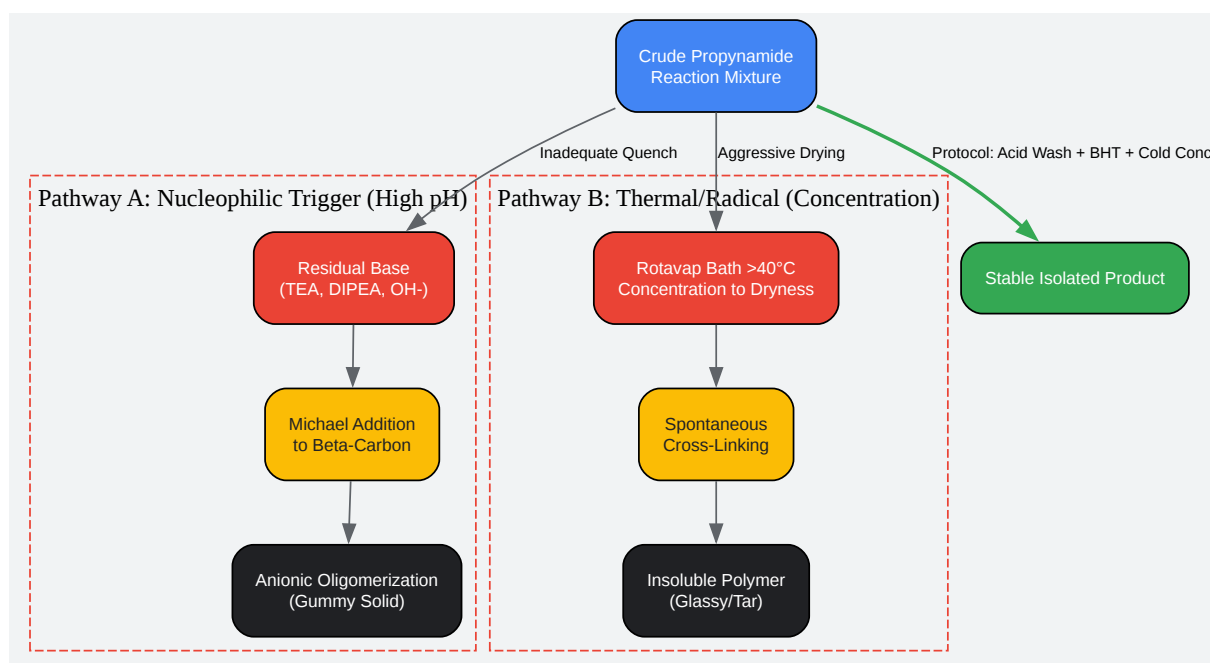 Crude Propynamide
Reaction Mixture
Inadequate Quench
Aggressive Drying
Protocol: Acid Wash + BHT + Cold Conc
Pathway A: Nucleophilic Trigger (High pH)
Pathway B: Thermal/Radical (Concentration)
Residual Base
(TEA, DIPEA, OH-)
Rotavap Bath >40°C
Concentration to Dryness
Stable Isolated Product
Michael Addition
to Beta-Carbon
Spontaneous
Cross-Linking
Anionic Oligomerization
(Gummy Solid)
Insoluble Polymer
(Glassy/Tar)